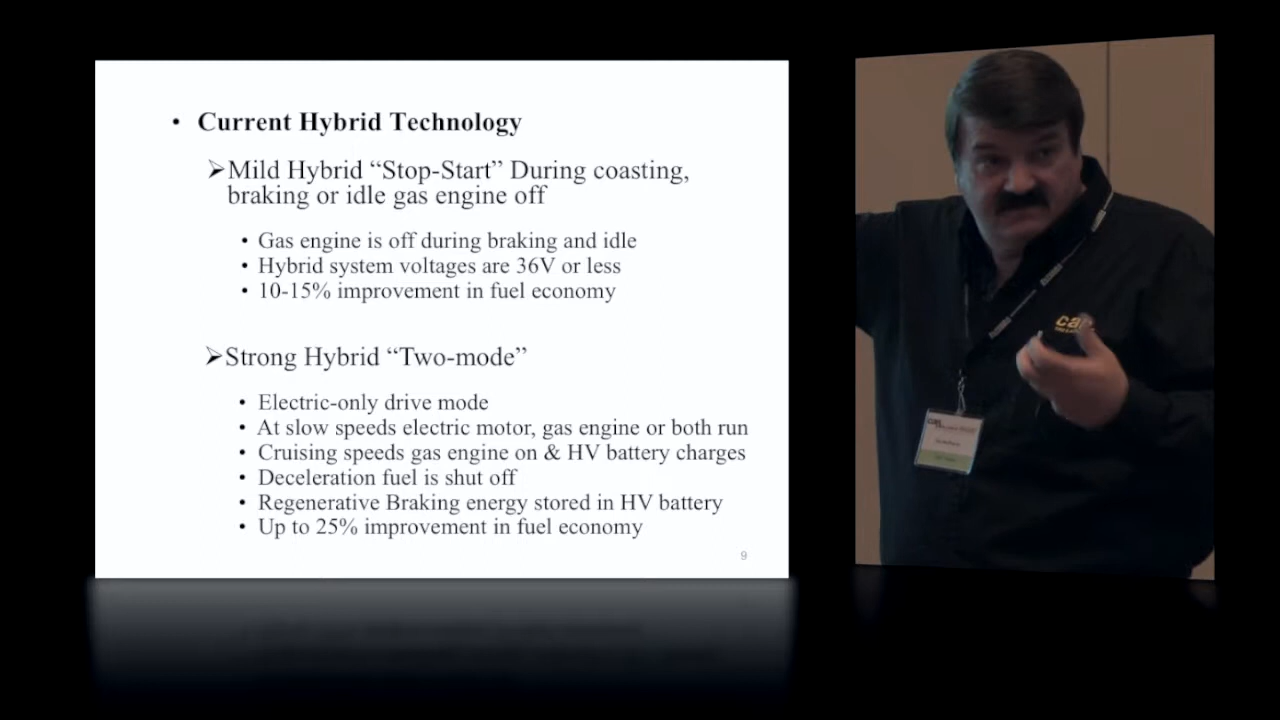 • Current Hybrid Technology
➢Mild Hybrid “Stop-Start” During coasting,
braking or idle gas engine off
• Gas engine is off during braking and idle
• Hybrid system voltages are 36V or less
• 10-15% improvement in fuel economy
➢Strong Hybrid “Two-mode”
• Electric-only drive mode
• At slow speeds electric motor, gas engine or both run
• Cruising speeds gas engine on & HV battery charges
• Deceleration fuel is shut off
• Regenerative Braking energy stored in HV battery
• Up to 25% improvement in fuel economy
9